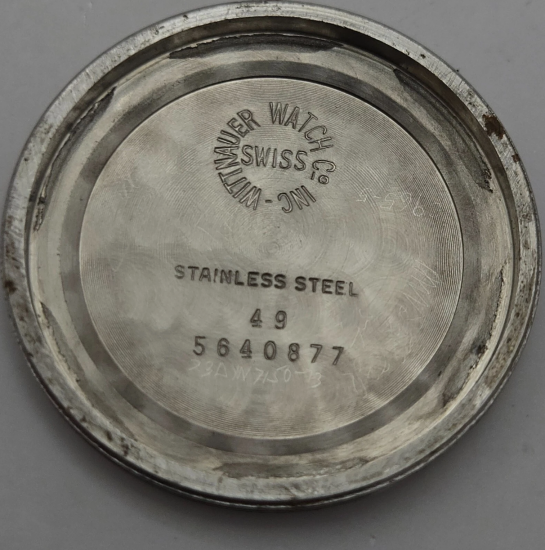 WITTNAUER WATCH Co INC-
SWISS
STAINLESS STEEL
49
5640877